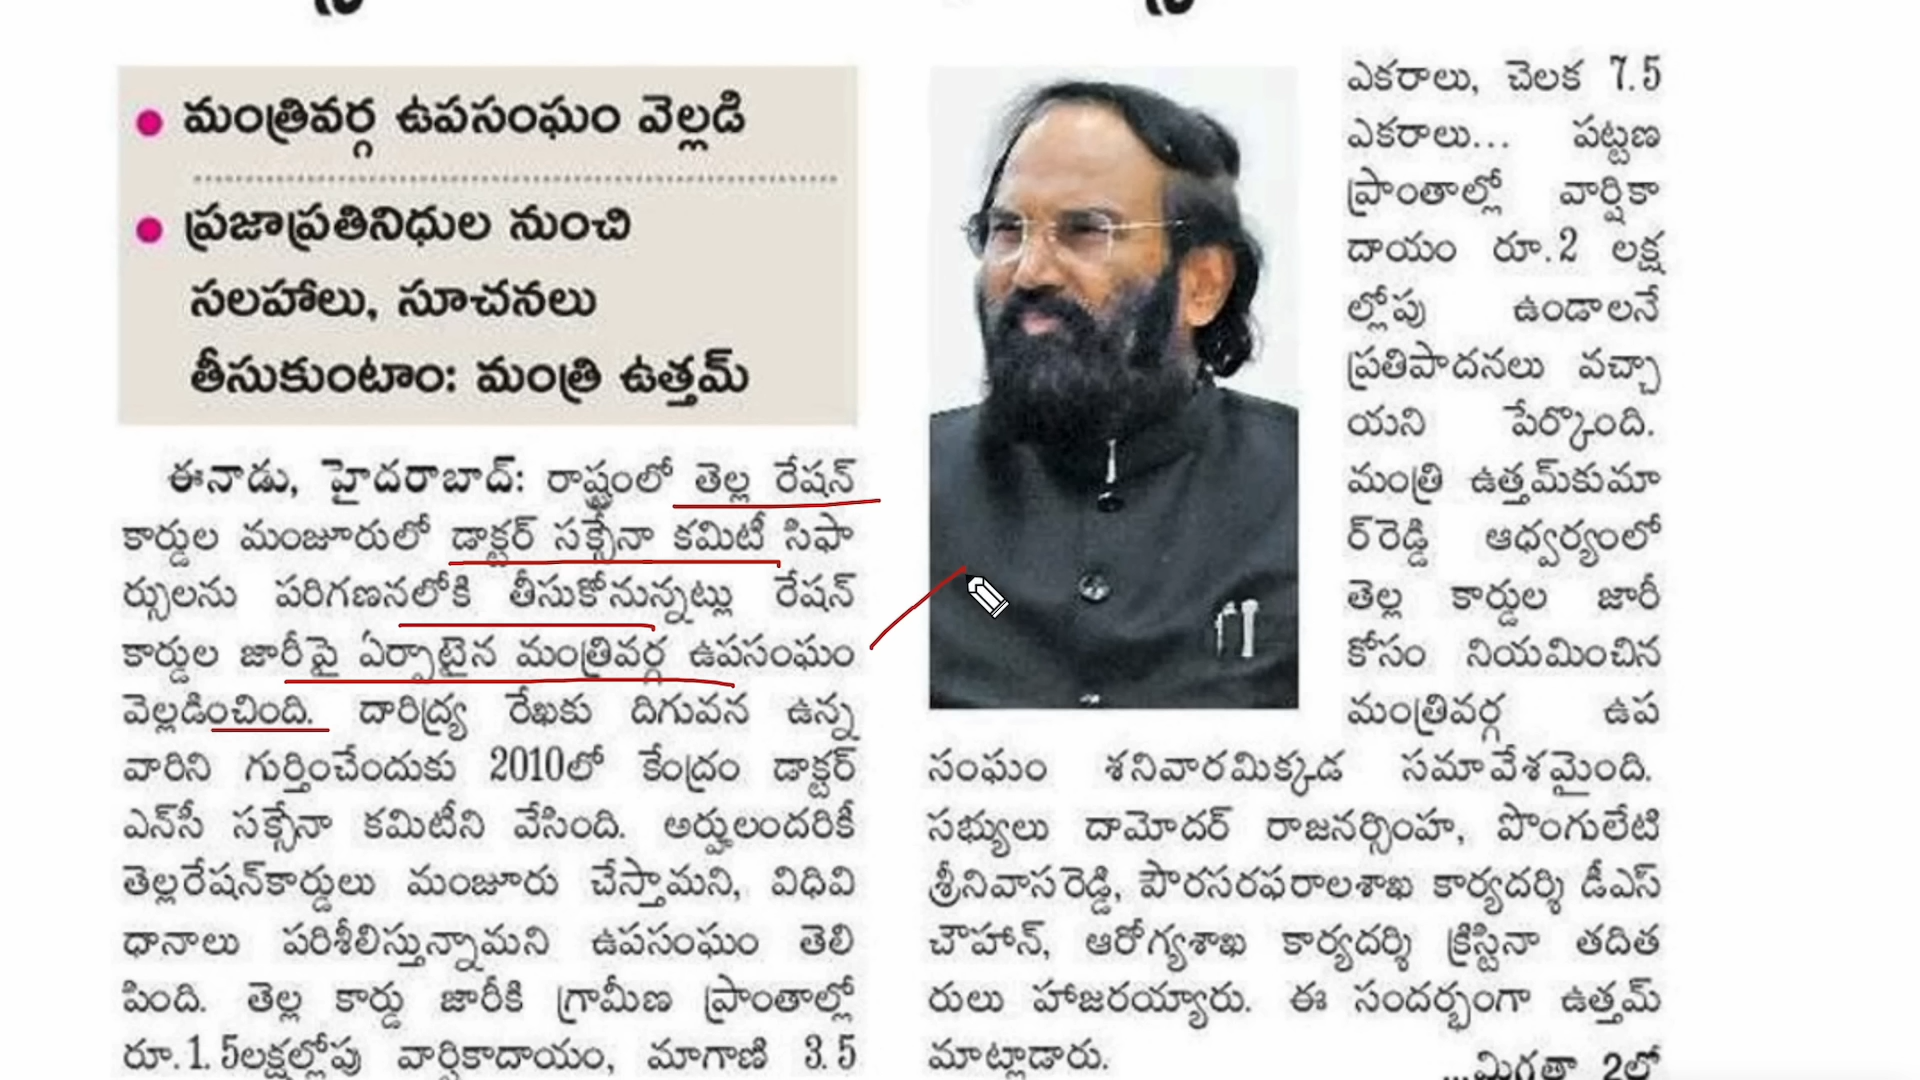 మంత్రివర్గ ఉపసంఘం వెల్లడి
ప్రజాప్రతినిధుల నుంచి
సలహాలు, సూచనలు
తీసుకుంటాం: మంత్రి ఉత్తమ్
ఈనాడు, హైదరాబాద్: రాష్ట్రంలో తెల్ల రేషన్
కార్డుల మంజూరులో డాక్టర్ సక్సేనా కమిటీ సిఫా
ర్సులను పరిగణనలోకి తీసుకోనున్నట్లు రేషన్
కార్డుల జారీపై ఏర్పాటైన మంత్రివర్గ ఉపసంఘం
వెల్లడించింది. దారిద్ర్య రేఖకు దిగువన ఉన్న
వారిని గుర్తించేందుకు 2010లో కేంద్రం డాక్టర్
ఎన్‌సీ సక్సేనా కమిటీని వేసింది. అర్హులందరికీ
తెల్లరేషన్‌కార్డులు మంజూరు చేస్తామని, విధివి
ధానాలు పరిశీలిస్తున్నామని ఉపసంఘం తెలి
పింది. తెల్ల కార్డు జారీకి గ్రామీణ ప్రాంతాల్లో
రూ.1.5లక్షల్లోపు వార్షికాదాయం, మాగాణి 3.5
ఎకరాలు, చెలక 7.5
ఎకరాలు... పట్టణ
ప్రాంతాల్లో వార్షికా
దాయం రూ.2 లక్ష
ల్లోపు ఉండాలనే
ప్రతిపాదనలు వచ్చా
యని పేర్కొంది.
మంత్రి ఉత్తమ్‌కుమా
ర్‌రెడ్డి ఆధ్వర్యంలో
తెల్ల కార్డుల జారీ
కోసం నియమించిన
మంత్రివర్గ ఉప
సంఘం శనివారమిక్కడ సమావేశమైంది.
సభ్యులు దామోదర్ రాజనర్సింహ, పొంగులేటి
శ్రీనివాసరెడ్డి, పౌరసరఫరాలశాఖ కార్యదర్శి డీఎస్
చౌహాన్, ఆరోగ్యశాఖ కార్యదర్శి క్రిస్టినా తదిత
రులు హాజరయ్యారు. ఈ సందర్భంగా ఉత్తమ్
మాట్లాడారు.
...మిగతా 2లో